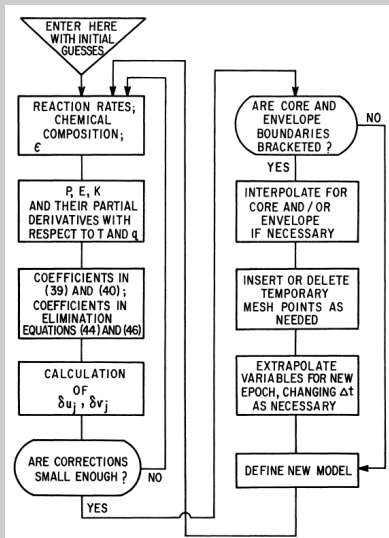 ENTER HERE
WITH INITIAL
GUESSES
REACTION RATES;
CHEMICAL
COMPOSITION;
ϵ
P, E, K
AND THEIR PARTIAL
DERIVATIVES WITH
RESPECT TO T AND q
COEFFICIENTS IN
(39) AND (40);
COEFFICIENTS IN
ELIMINATION
EQUATIONS (44) AND (46)
CALCULATION
OF
δuj, δvj
ARE CORRECTIONS
SMALL ENOUGH?
NO
YES
ARE CORE AND
ENVELOPE
BOUNDARIES
BRACKETED?
NO
YES
INTERPOLATE FOR
CORE AND/OR
ENVELOPE
IF NECESSARY
INSERT OR DELETE
TEMPORARY
MESH POINTS AS
NEEDED
EXTRAPOLATE
VARIABLES FOR NEW
EPOCH, CHANGING Δt
AS NECESSARY
DEFINE NEW MODEL